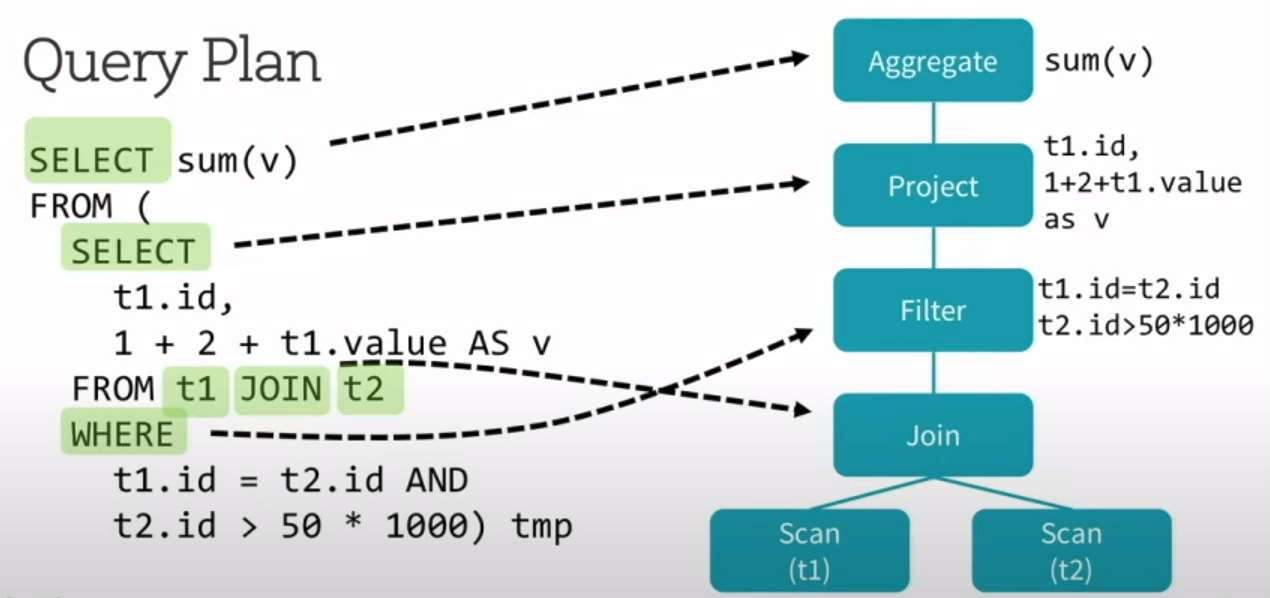 Query Plan
SELECT sum(v)
FROM (
SELECT
t1.id,
1 + 2 + t1.value AS v
FROM t1 JOIN t2
WHERE
t1.id = t2.id AND
t2.id > 50 * 1000) tmp
Aggregate
sum(v)
Project
t1.id,
1+2+t1.value
as v
Filter
t1.id=t2.id
t2.id>50*1000
Join
Scan
(t1)
Scan
(t2)